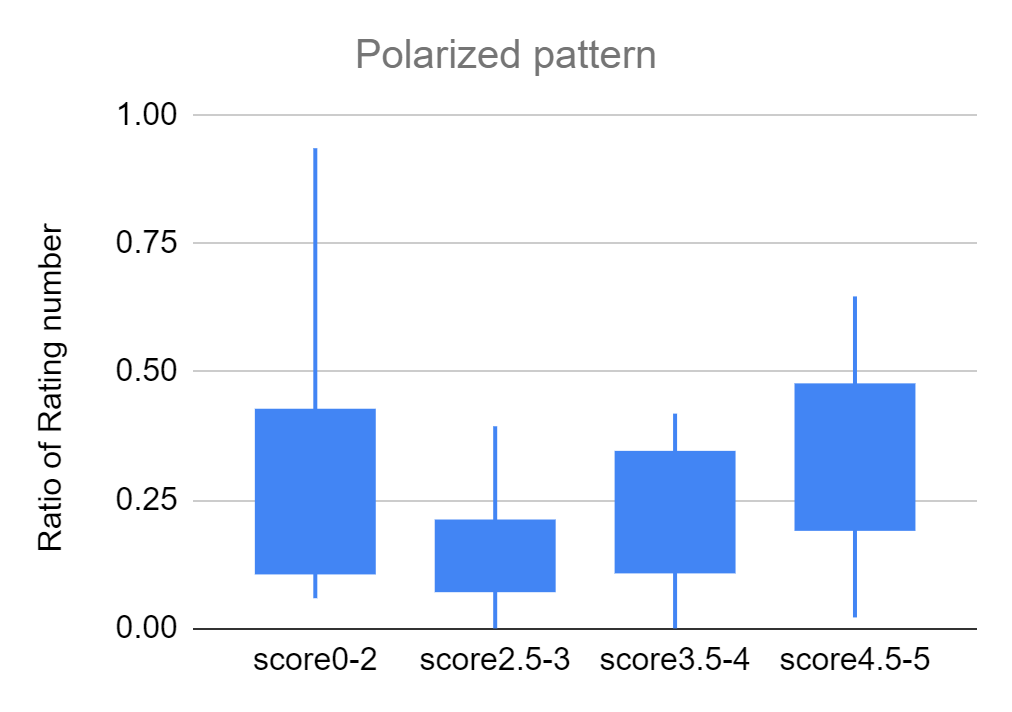 Polarized pattern
1.00
0.75
0.50
0.25
0.00
Ratio of Rating number
score0-2
score2.5-3
score3.5-4
score4.5-5